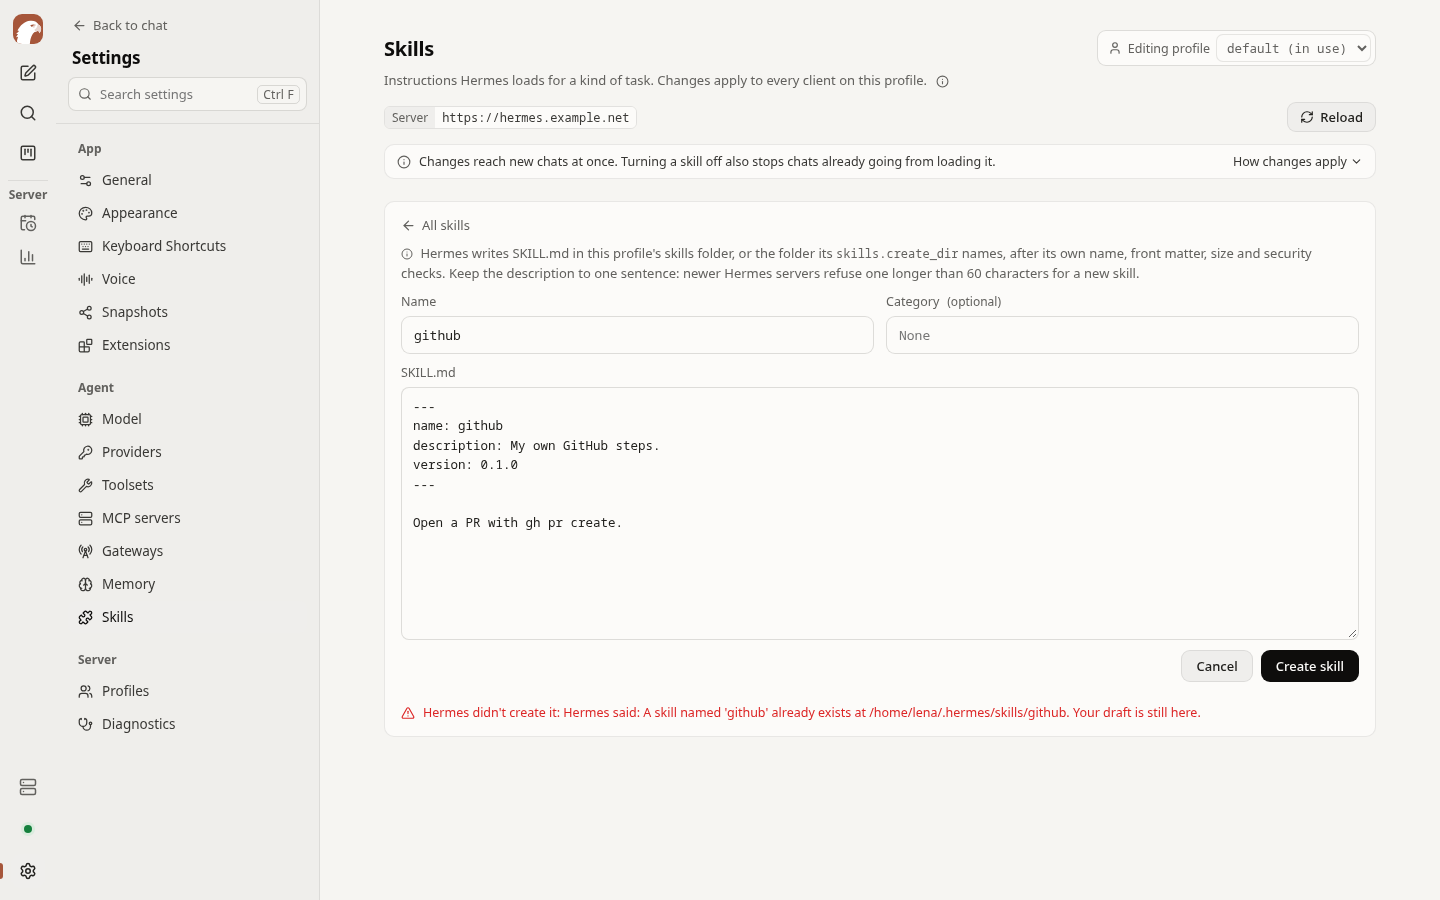 Back to chat
Settings
Search settings
Ctrl F
App
General
Appearance
Keyboard Shortcuts
Voice
Snapshots
Extensions
Agent
Model
Providers
Toolsets
MCP servers
Gateways
Memory
Skills
Server
Profiles
Diagnostics
Server
Skills
Editing profile
default (in use)
Instructions Hermes loads for a kind of task. Changes apply to every client on this profile.
Server
https://hermes.example.net
Reload
Changes reach new chats at once. Turning a skill off also stops chats already going from loading it.
How changes apply
All skills
Hermes writes SKILL.md in this profile's skills folder, or the folder its skills.create_dir names, after its own name, front matter, size and security
checks. Keep the description to one sentence: newer Hermes servers refuse one longer than 60 characters for a new skill.
Name
Category (optional)
github
None
SKILL.md
---
name: github
description: My own GitHub steps.
version: 0.1.0
---
Open a PR with gh pr create.
Cancel
Create skill
Hermes didn't create it: Hermes said: A skill named 'github' already exists at /home/lena/.hermes/skills/github. Your draft is still here.